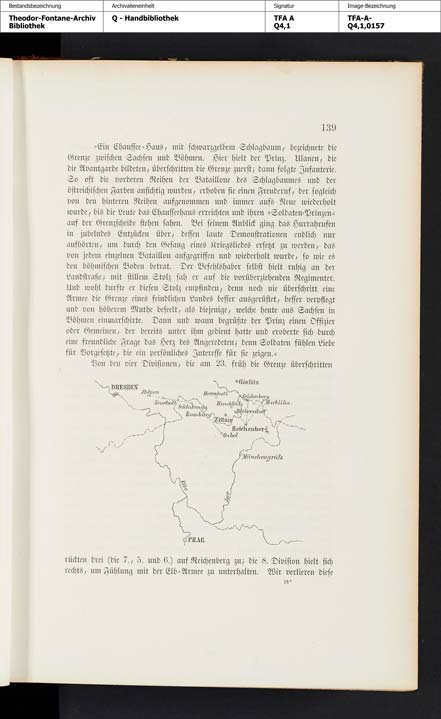 Bestandsbezeichnung
Theodor-Fontane-Archiv
Bibliothek
Archivalieneinheit
Q - Handbibliothek
Signatur
TFA A
Q4,1
Image-Bezeichnung
TFA-A-
Q4,1,0157
139
»Ein Chaussee-Haus, mit schwarzgelbem Schlagbaum, bezeichnete die
Grenze zwischen Sachsen und Böhmen. Hier hielt der Prinz. Ulanen, die
die Avantgarde bildeten, überschritten die Grenze zuerst; dann folgte Infanterie.
So oft die vorderen Reihen der Bataillone des Schlagbaumes und der
östreichischen Farben ansichtig wurden, erhoben sie einen Freuderuf, der sogleich
von den hinteren Reihen aufgenommen und immer aufs Neue wiederholt
wurde, bis die Leute das Chausseehaus erreichten und ihren »Soldaten-Prinzen«
auf der Grenzscheide stehen sahen. Bei seinem Anblick ging das Hurrahrufen
in jubelndes Entzücken über, dessen laute Demonstrationen endlich nur
aufhörten, um durch den Gesang eines Kriegsliedes ersetzt zu werden, das
von jedem einzelnen Bataillon aufgegriffen und wiederholt wurde, so wie es
den böhmischen Boden betrat. Der Befehlshaber selbst hielt ruhig an der
Landstraße; mit stillem Stolz sah er auf die vorüberziehenden Regimenter.
Und wohl durfte er diesen Stolz empfinden, denn noch nie überschritt eine
Armee die Grenze eines feindlichen Landes besser ausgerüstet, besser verpflegt
und von höherem Muthe beseelt, als diejenige, welche heute aus Sachsen in
Böhmen einmarschirte. Dann und wann begrüßte der Prinz einen Offizier
oder Gemeinen, der bereits unter ihm gedient hatte und eroberte sich durch
eine freundliche Frage das Herz des Angeredeten; denn Soldaten fühlen Liebe
für Vorgesetzte, die ein persönliches Interesse für sie zeigen.«
Von den vier Divisionen, die am 23. früh die Grenze überschritten
DRESDEN
Stolpen
Neustadt
Schluckenau
Rumburg
Herrnhuth
Hirschfelde
Zittau
Gabel
Görlitz
Seidenberg
Marklissa
Reichenberg
Münchengrätz
Elbe
Iser
PRAG
rückten drei (die 7., 5. und 6.) auf Reichenberg zu; die 8. Division hielt sich
rechts, um Fühlung mit der Elb-Armee zu unterhalten. Wir verlieren diese